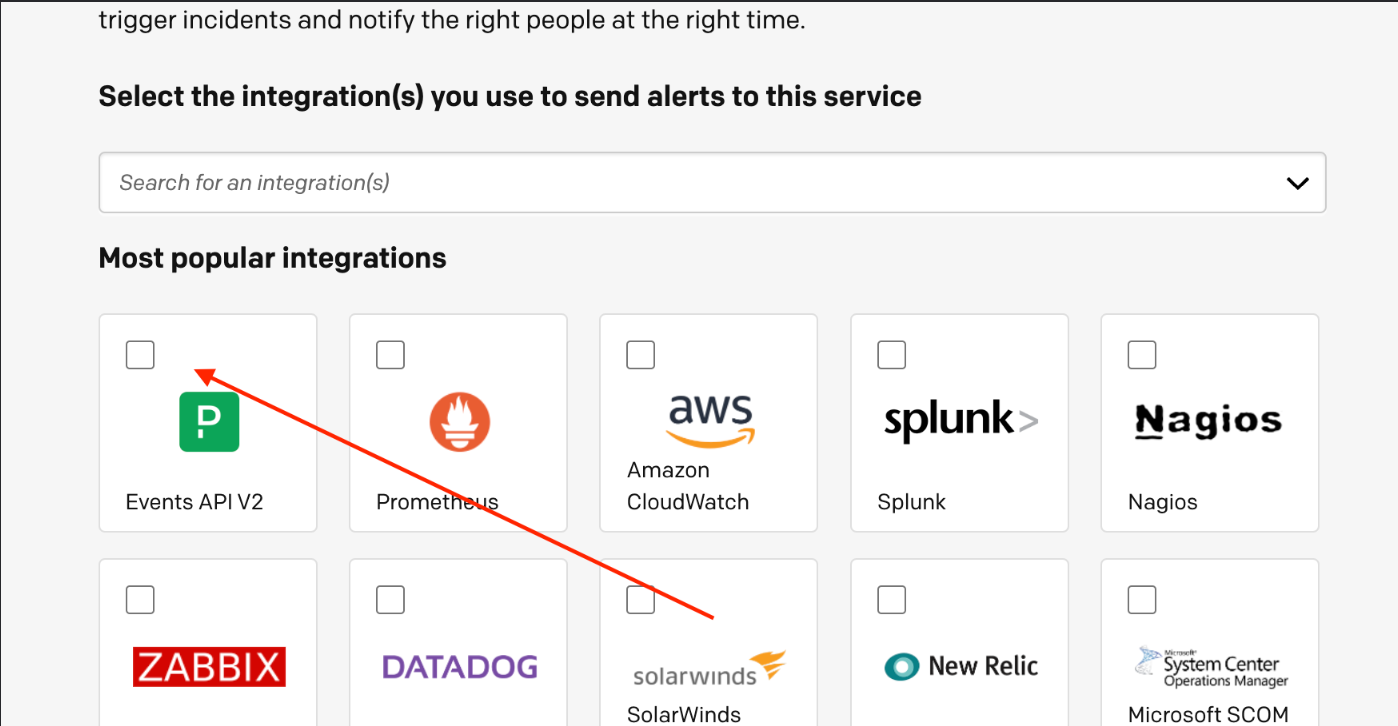 trigger incidents and notify the right people at the right time.
Select the integration(s) you use to send alerts to this service
Search for an integration(s)
Most popular integrations
P
Events API V2
Prometheus
aws
Amazon
CloudWatch
splunk>
Splunk
Nagios
Nagios
ZABBIX
DATADOG
solarwinds
SolarWinds
New Relic
Microsoft
System Center
Operations Manager
Microsoft SCOM